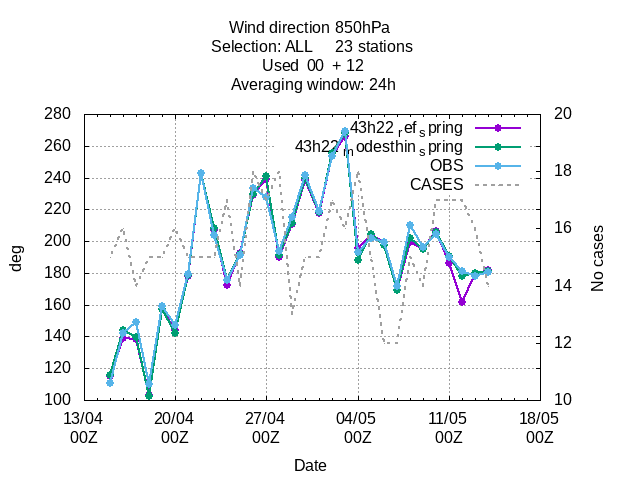 Wind direction 850hPa
Selection: ALL 23 stations
Used 00 + 12
Averaging window: 24h
280 20
43h22refspring
260
43h22modesthinspring
240 18
OBS
CASES
220
200 16
180 14
160
140 12
120
100 10
deg
No cases
13/04 20/04 27/04 04/05 11/05 18/05
00Z 00Z 00Z 00Z 00Z 00Z
Date